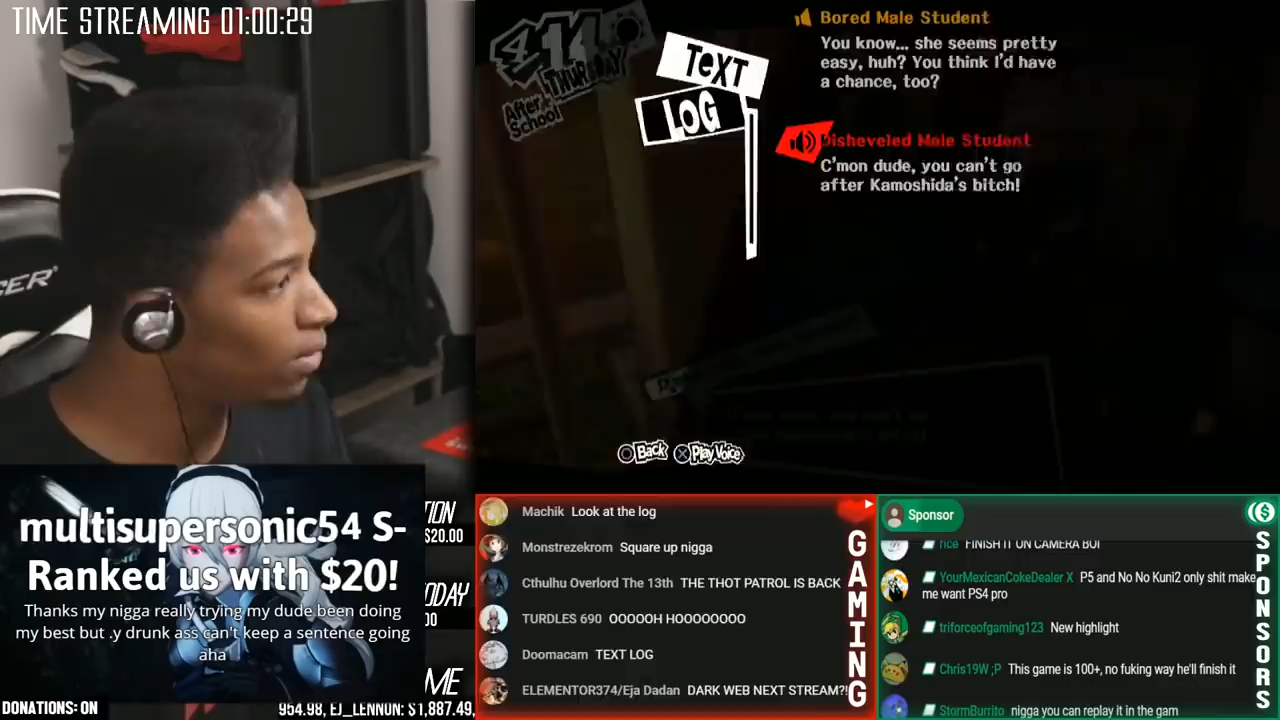 TIME STREAMING 01:00:29
4/14
THURSDAY
After School
TEXT
LOG
Bored Male Student
You know... she seems pretty
easy, huh? You think I'd have
a chance, too?
Disheveled Male Student
C'mon dude, you can't go
after Kamoshida's bitch!
Back
Play Voice
multisupersonic54 S-
Ranked us with $20!
Thanks my nigga really trying my dude been doing
my best but .y drunk ass can't keep a sentence going
aha
$20.00
DONATIONS: ON
954.98, EJ_LENNON: $1,887.49,
Machik Look at the log
Monstrezekrom Square up nigga
Cthulhu Overlord The 13th THE THOT PATROL IS BACK
TURDLES 690 OOOOOH HOOOOOOOO
Doomacam TEXT LOG
ELEMENTOR374/Eja Dadan DARK WEB NEXT STREAM?!
GAMING
Sponsor
rice FINISH IT ON CAMERA BOI
YourMexicanCokeDealer X P5 and No No Kuni2 only shit make
me want PS4 pro
triforceofgaming123 New highlight
Chris19W ;P This game is 100+, no fuking way he'll finish it
StormBurrito nigga you can replay it in the gam
SPONSORS